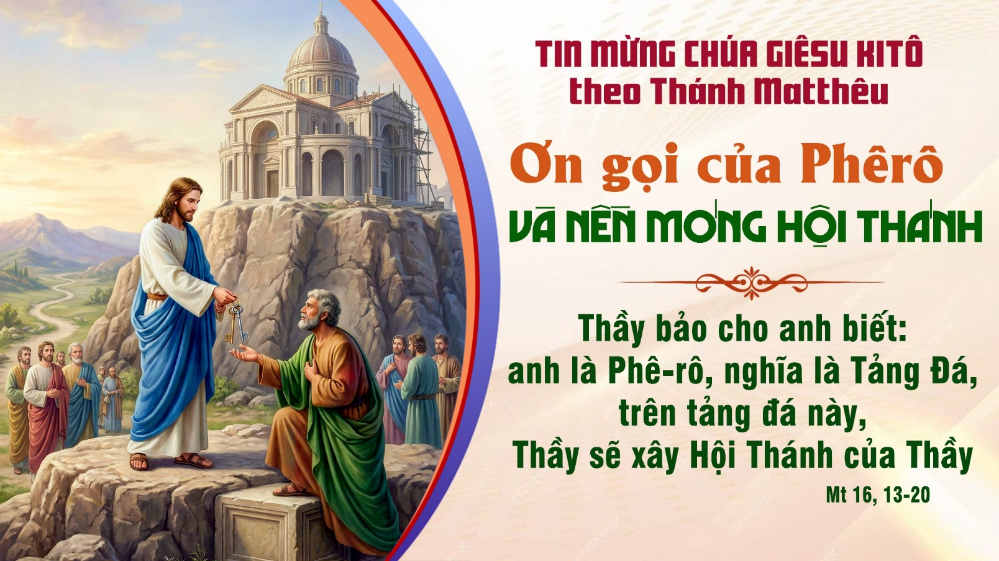 TIN MỪNG CHÚA GIÊSU KITÔ
theo Thánh Matthêu
Ơn gọi của Phêrô
VÀ NỀN MÓNG HỘI THÁNH
Thầy bảo cho anh biết:
anh là Phê-rô, nghĩa là Tảng Đá,
trên tảng đá này,
Thầy sẽ xây Hội Thánh của Thầy
Mt 16, 13-20